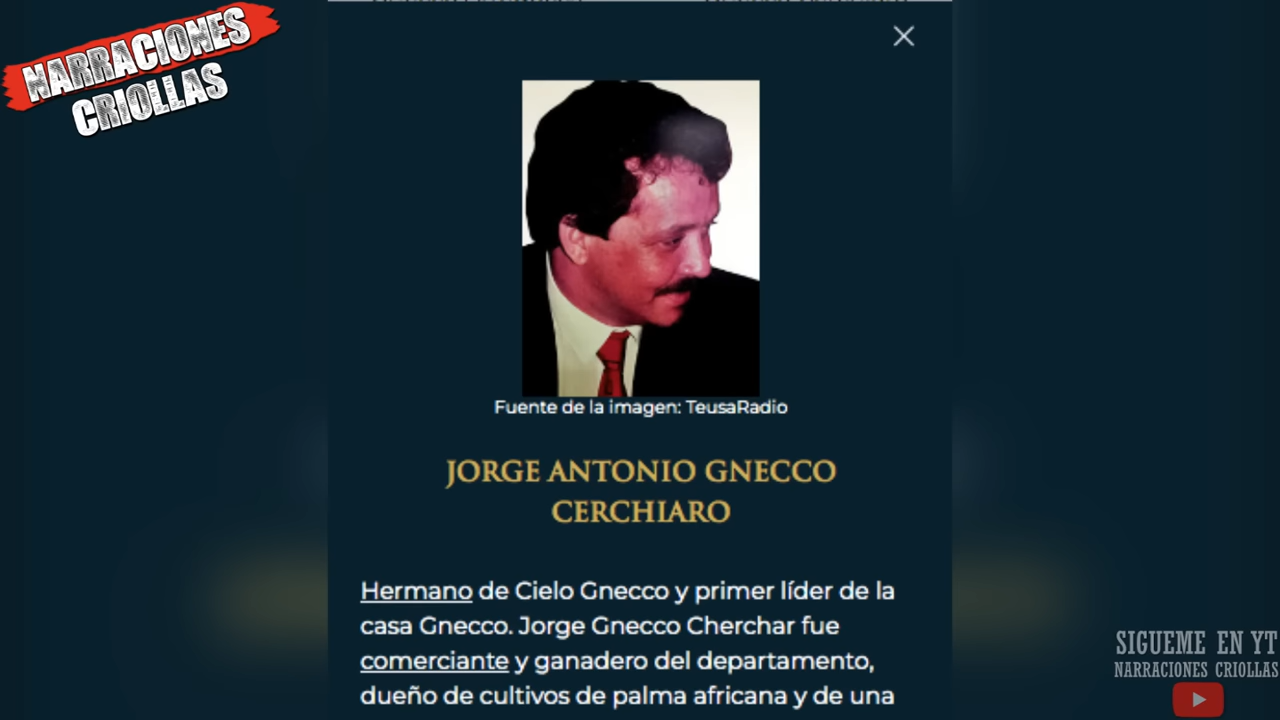 NARRACIONES
CRIOLLAS
Fuente de la imagen: TeusaRadio
JORGE ANTONIO GNECCO
CERCHIARO
Hermano de Cielo Gnecco y primer líder de la
casa Gnecco. Jorge Gnecco Cherchar fue
comerciante y ganadero del departamento,
dueño de cultivos de palma africana y de una
SIGUEME EN YT
NARRACIONES CRIOLLAS